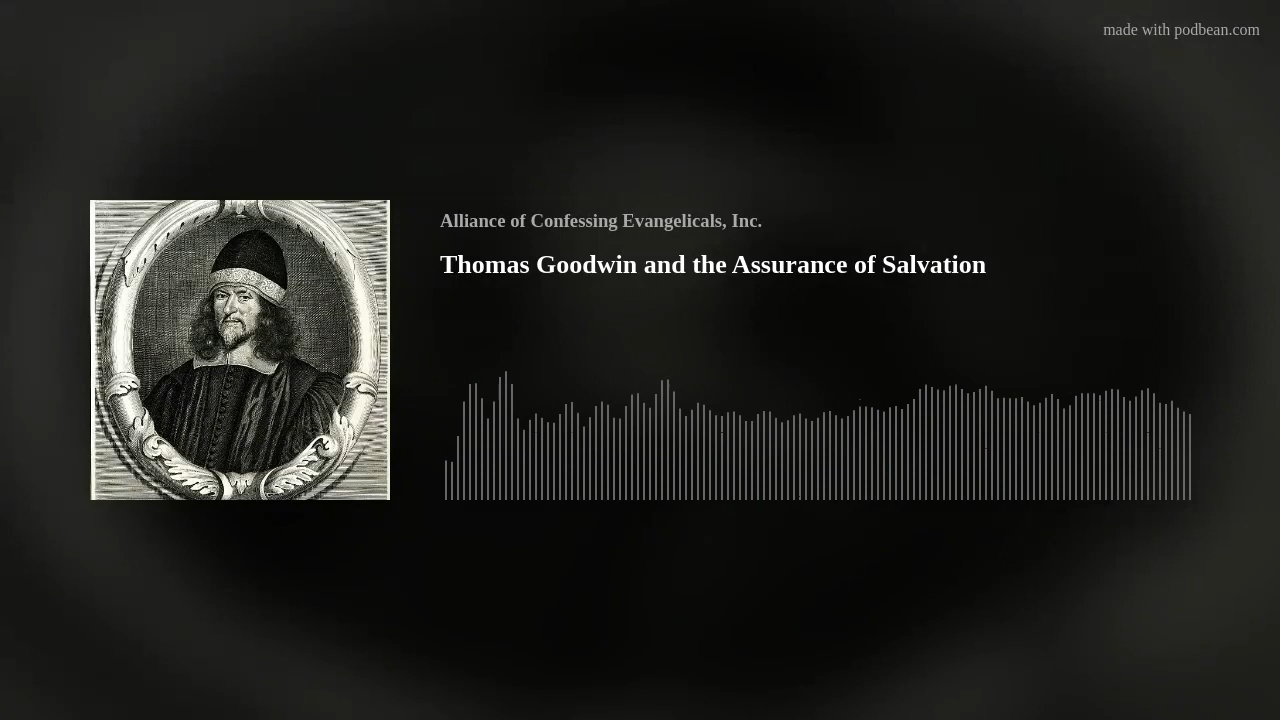 made with podbean.com
Alliance of Confessing Evangelicals, Inc.
Thomas Goodwin and the Assurance of Salvation